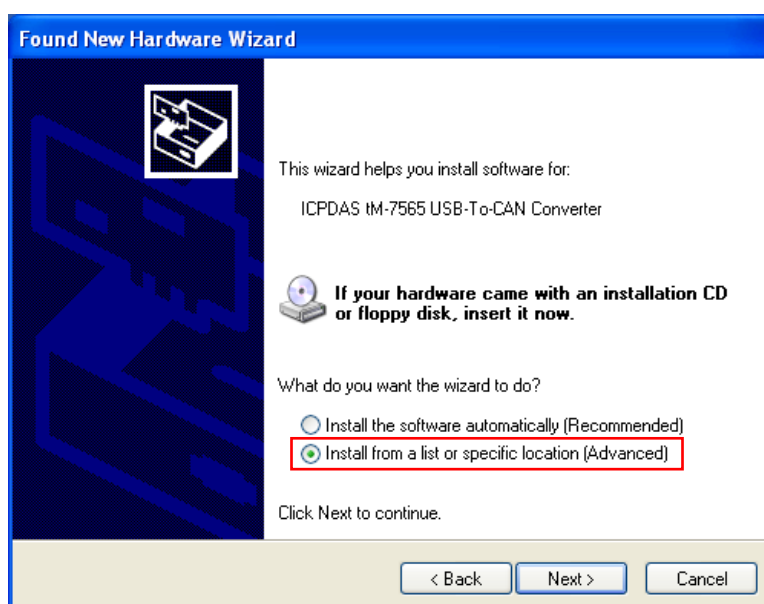 Found New Hardware Wizard
This wizard helps you install software for:
ICPDAS tM-7565 USB-To-CAN Converter
If your hardware came with an installation CD
or floppy disk, insert it now.
What do you want the wizard to do?
Install the software automatically (Recommended)
Install from a list or specific location (Advanced)
Click Next to continue.
< Back Next > Cancel